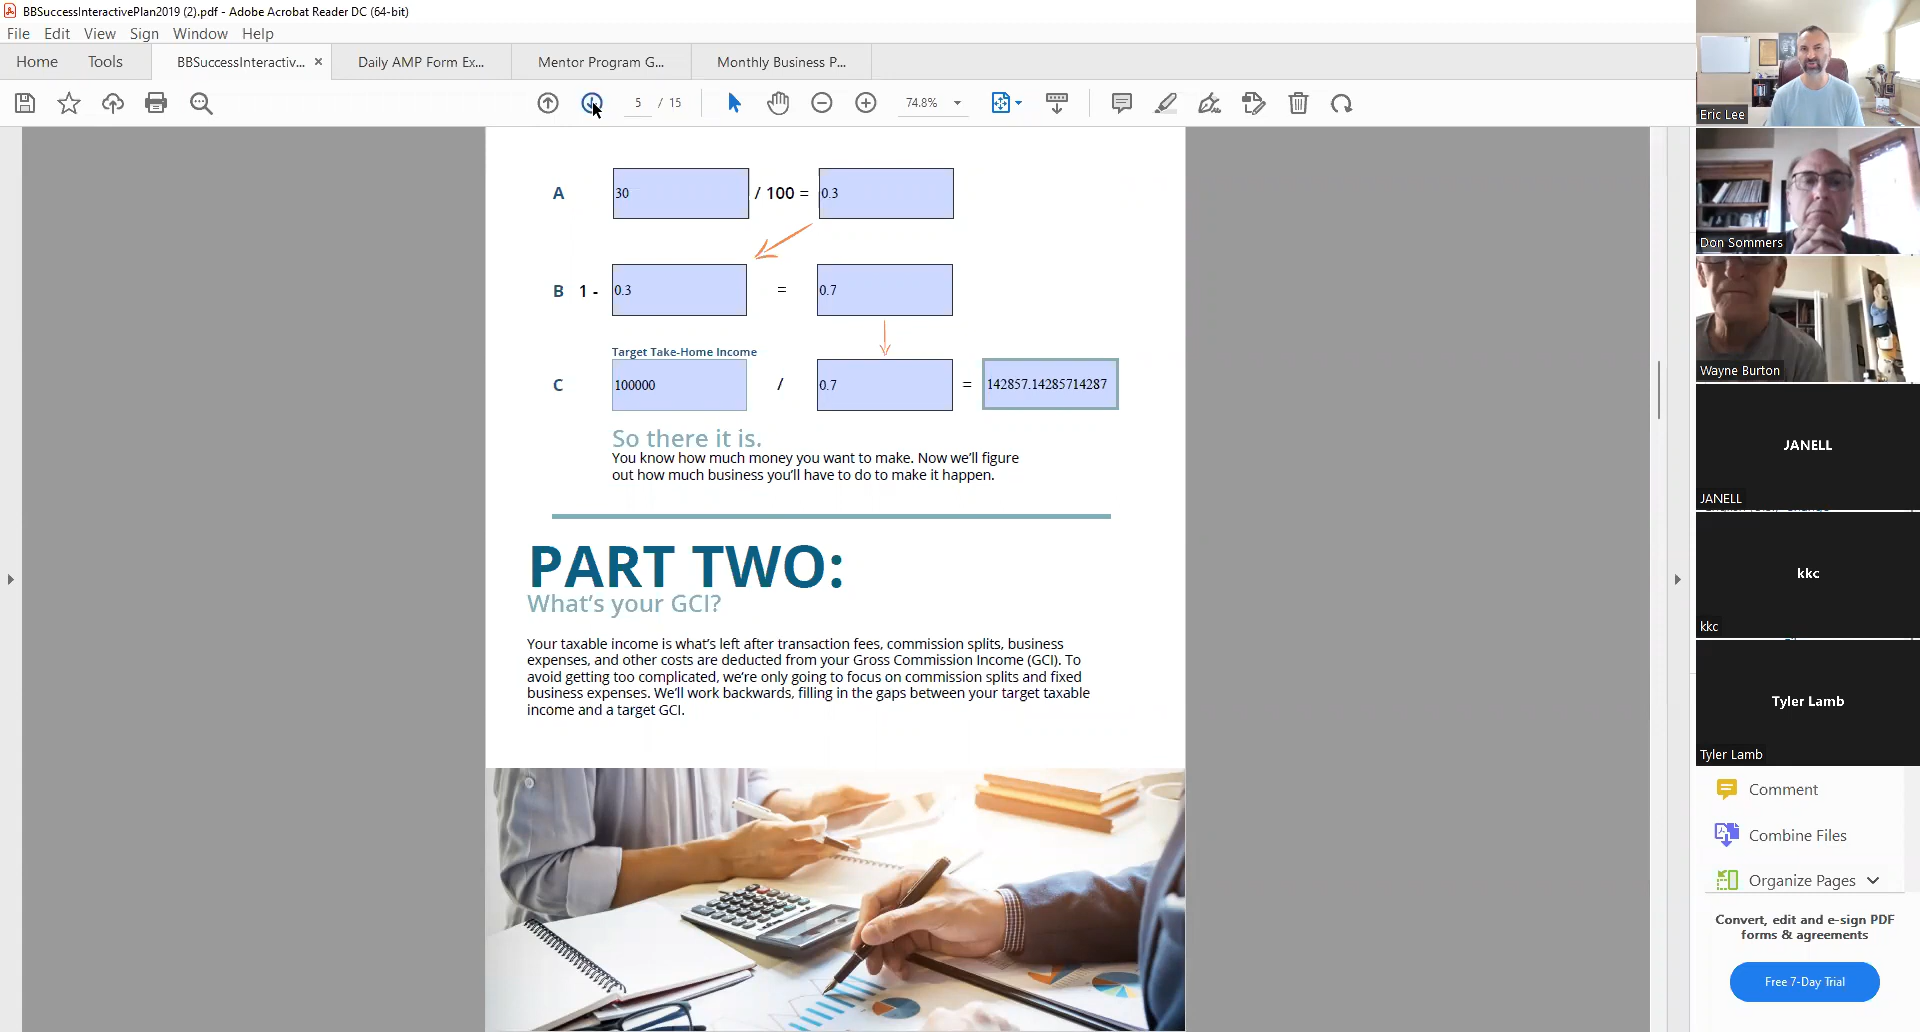 BBSuccessInteractivePlan2019 (2).pdf - Adobe Acrobat Reader DC (64-bit)
File Edit View Sign Window Help
Home Tools BBSuccessInteractiv... × Daily AMP Form Ex... Mentor Program G... Monthly Business P...
5 / 15 74.8%
A 30 / 100 = 0.3
B 1 - 0.3 = 0.7
Target Take-Home Income
C 100000 / 0.7 = 142857.14285714287
So there it is.
You know how much money you want to make. Now we'll figure
out how much business you'll have to do to make it happen.
PART TWO:
What's your GCI?
Your taxable income is what's left after transaction fees, commission splits, business
expenses, and other costs are deducted from your Gross Commission Income (GCI). To
avoid getting too complicated, we're only going to focus on commission splits and fixed
business expenses. We'll work backwards, filling in the gaps between your target taxable
income and a target GCI.
Eric Lee
Don Sommers
Wayne Burton
JANELL
JANELL
kkc
kkc
Tyler Lamb
Tyler Lamb
Comment
Combine Files
Organize Pages
Convert, edit and e-sign PDF
forms & agreements
Free 7-Day Trial